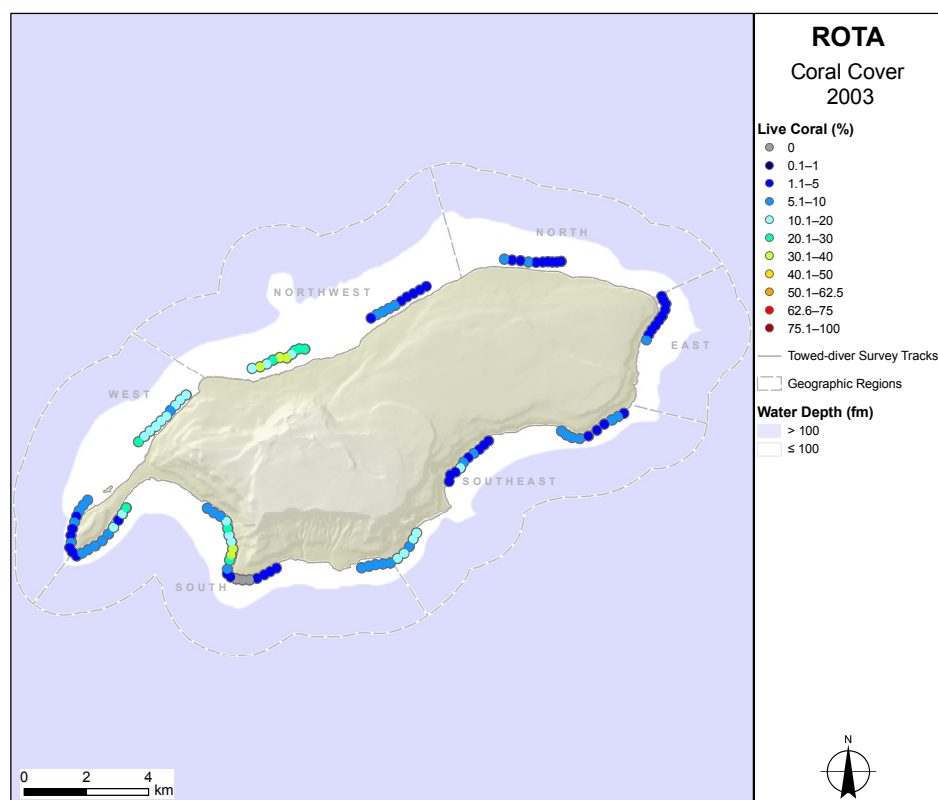 ROTA
Coral Cover
2003
Live Coral (%)
0
0.1–1
1.1–5
5.1–10
10.1–20
20.1–30
30.1–40
40.1–50
50.1–62.5
62.6–75
75.1–100
Towed-diver Survey Tracks
Geographic Regions
Water Depth (fm)
> 100
≤ 100
N
NORTH
NORTHWEST
EAST
WEST
SOUTHEAST
SOUTH
0 2 4
km